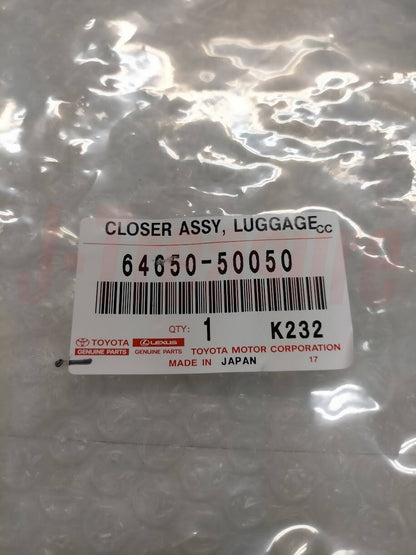 CLOSER ASSY, LUGGAGE CC
64650-50050
QTY: 1 K232
TOYOTA LEXUS
GENUINE PARTS GENUINE PARTS TOYOTA MOTOR CORPORATION
MADE IN JAPAN 17